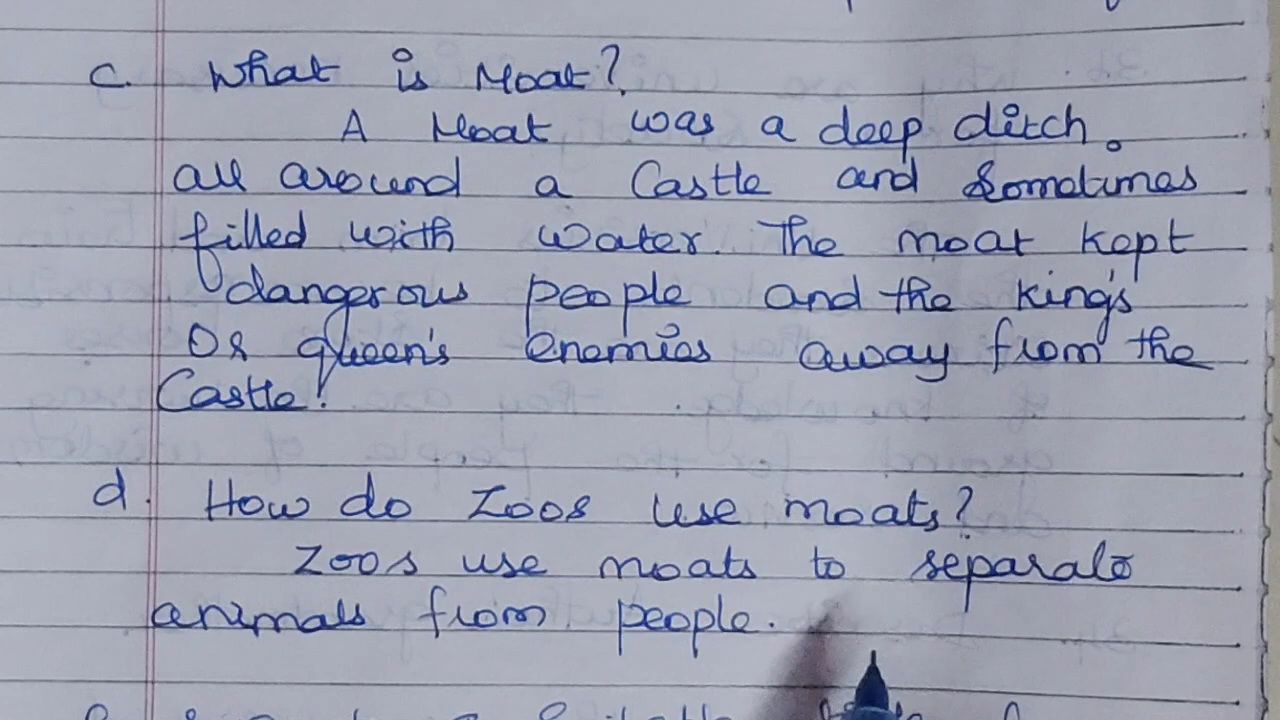 c. What is Moat?
A Moat was a deep ditch.
all around a Castle and Sometimes
filled with water. The moat kept
dangerous people and the king's
Or queen's enemies away from the
Castle!
d. How do Zoos use moats?
Zoos use moats to separate
animals from people.